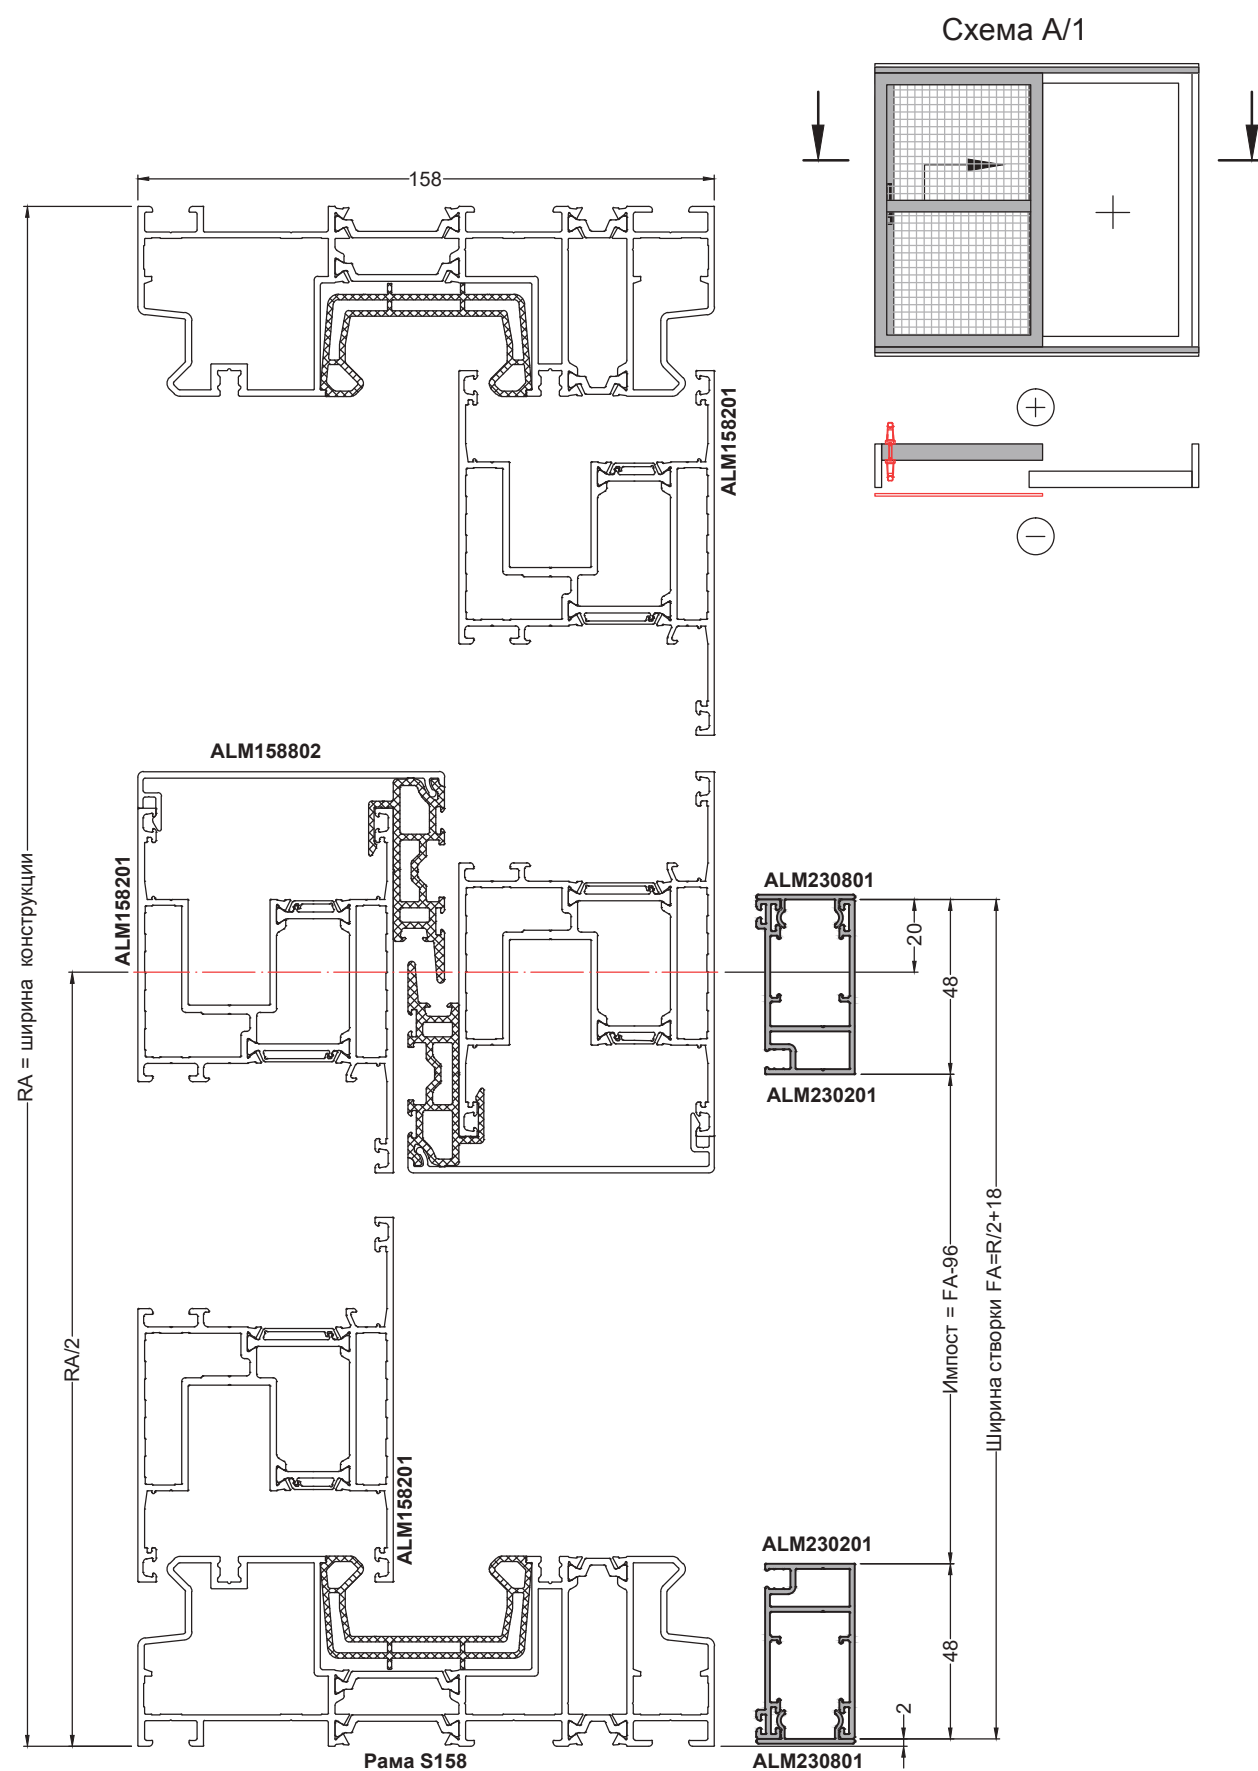 Схема А/1
158
ALM158201
ALM158802
ALM158201
RA = ширина конструкции
ALM230801
20
48
ALM230201
RA/2
Импост = FA-96
Ширина створки FA=R/2+18
ALM158201
ALM230201
48
2
Рама S158
ALM230801